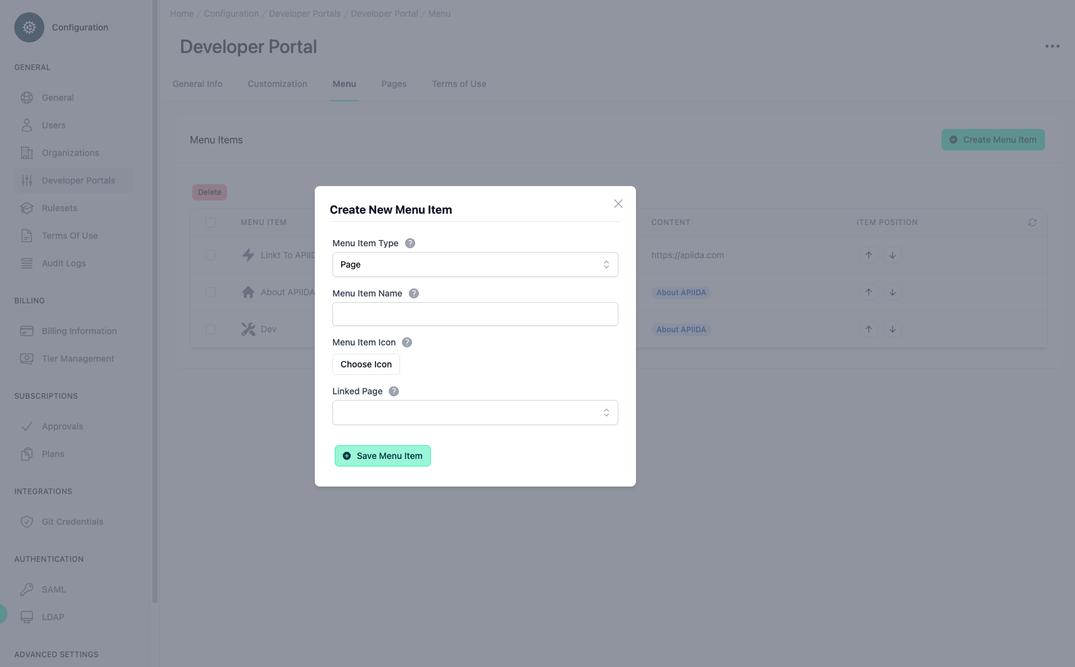 Configuration
GENERAL
General
Users
Organizations
Developer Portals
Rulesets
Terms Of Use
Audit Logs
BILLING
Billing Information
Tier Management
SUBSCRIPTIONS
Approvals
Plans
INTEGRATIONS
Git Credentials
AUTHENTICATION
SAML
LDAP
ADVANCED SETTINGS
Home / Configuration / Developer Portals / Developer Portal / Menu
Developer Portal
General Info Customization Menu Pages Terms of Use
Menu Items
Create Menu Item
Delete
MENU ITEM CONTENT ITEM POSITION
Linkt To APIID https://apiida.com
About APIIDA About APIIDA
Dev About APIIDA
Create New Menu Item
Menu Item Type ?
Page
Menu Item Name ?
Menu Item Icon ?
Choose Icon
Linked Page ?
Save Menu Item